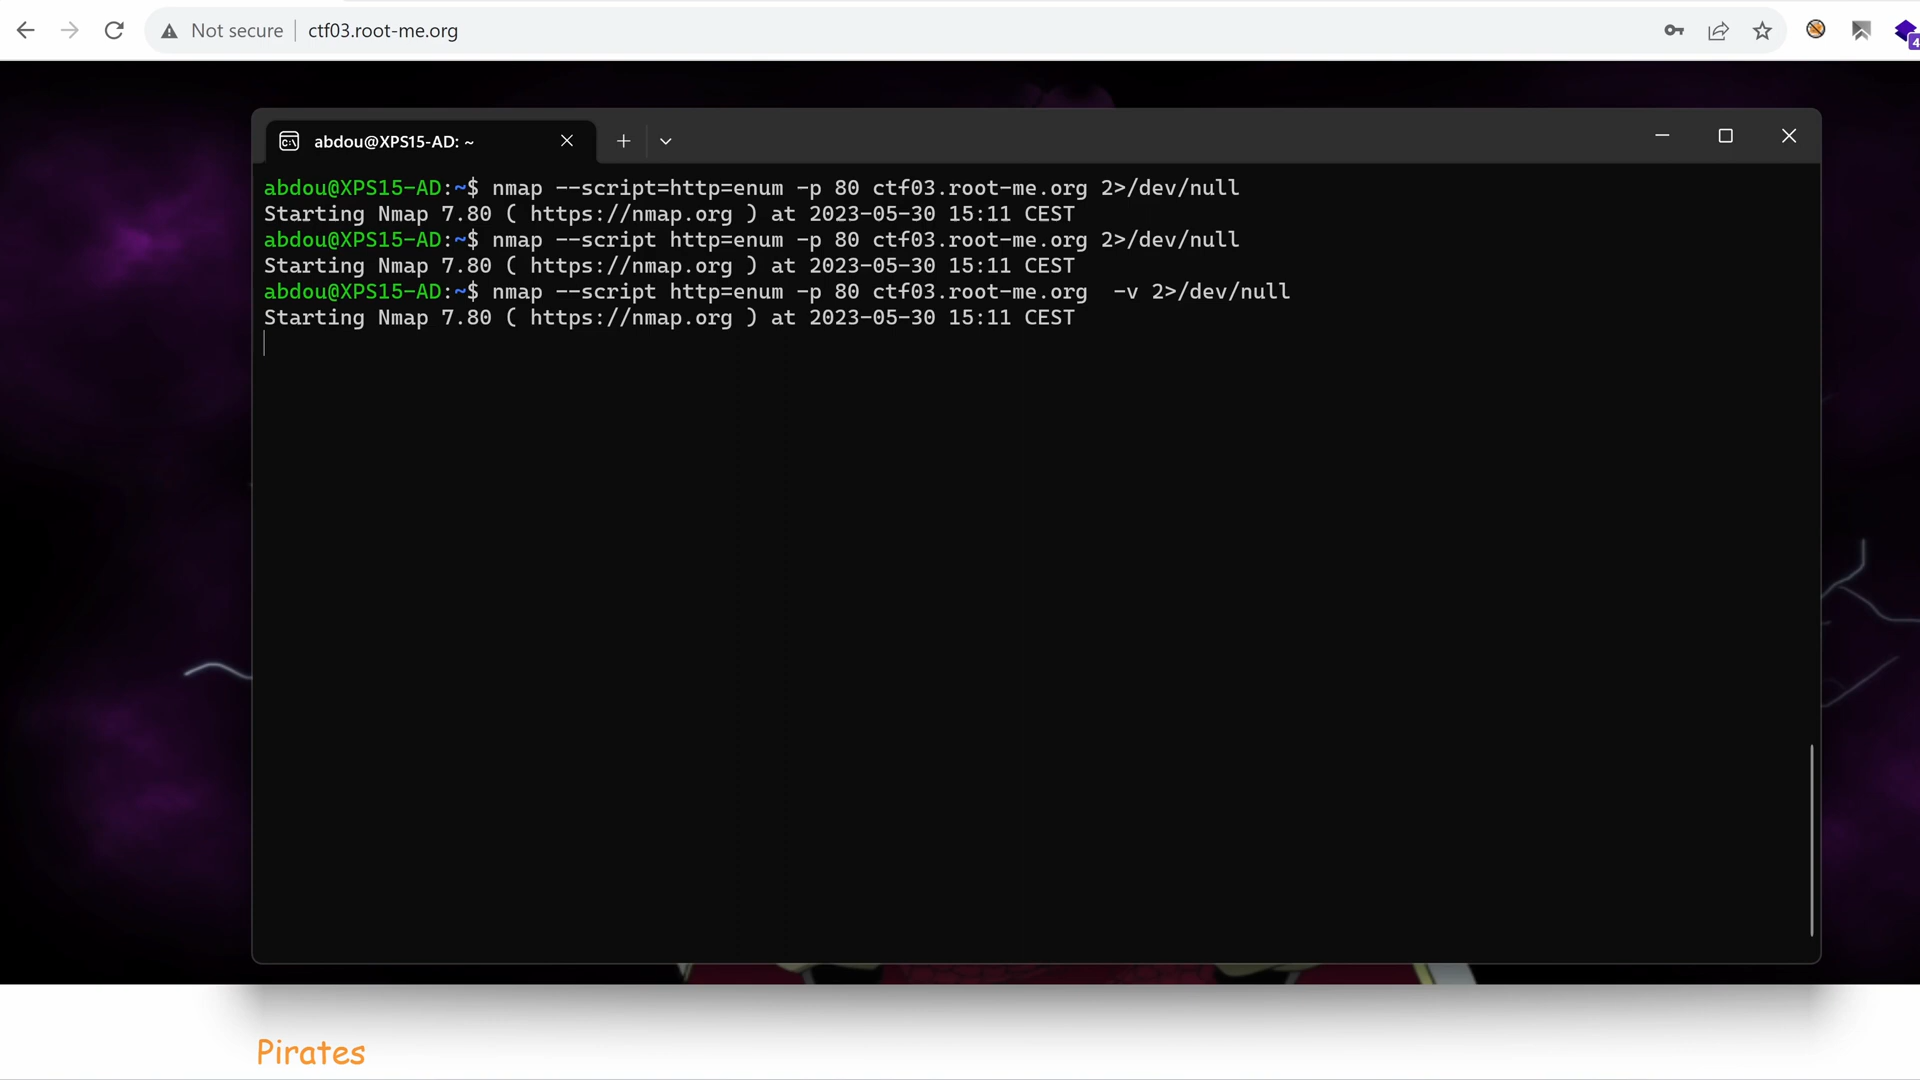 Not secure
ctf03.root-me.org
4
abdou@XPS15-AD: ~
abdou@XPS15-AD:~$ nmap --script=http=enum -p 80 ctf03.root-me.org 2>/dev/null
Starting Nmap 7.80 ( https://nmap.org ) at 2023-05-30 15:11 CEST
abdou@XPS15-AD:~$ nmap --script http=enum -p 80 ctf03.root-me.org 2>/dev/null
Starting Nmap 7.80 ( https://nmap.org ) at 2023-05-30 15:11 CEST
abdou@XPS15-AD:~$ nmap --script http=enum -p 80 ctf03.root-me.org  -v 2>/dev/null
Starting Nmap 7.80 ( https://nmap.org ) at 2023-05-30 15:11 CEST
Pirates